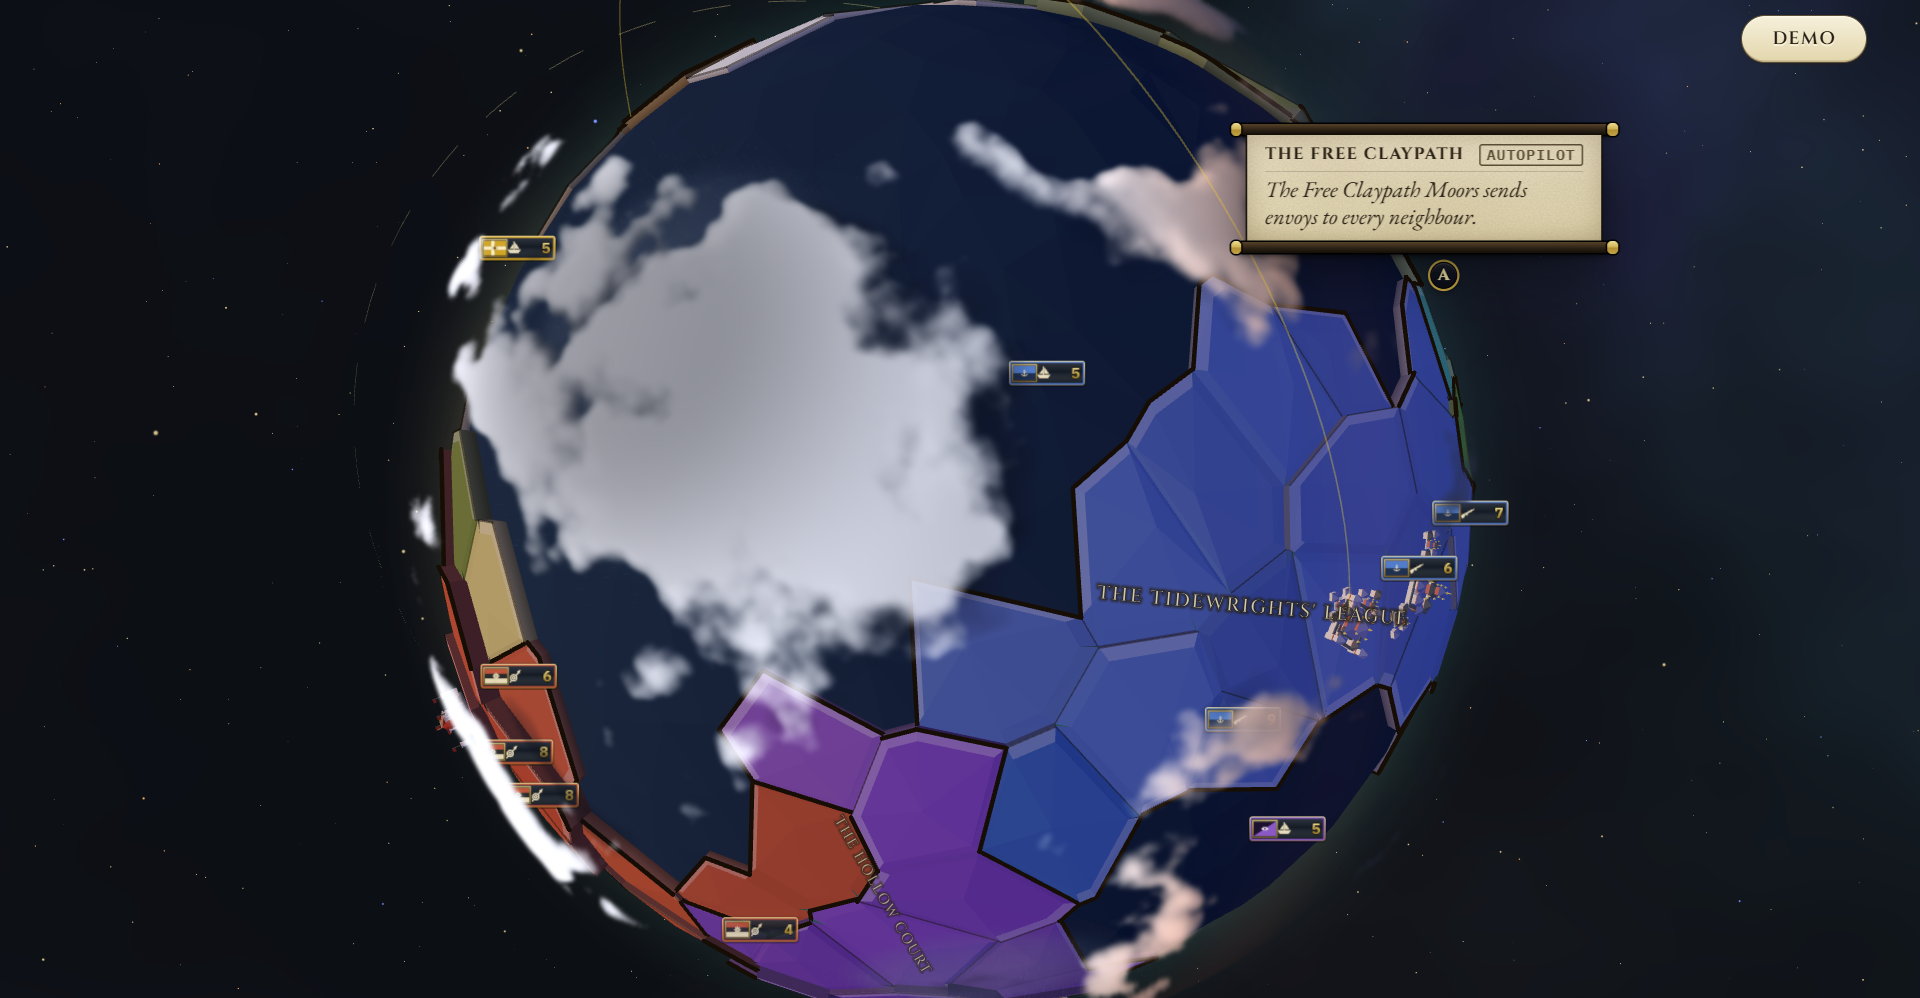 DEMO
THE FREE CLAYPATH AUTOPILOT
The Free Claypath Moors sends
envoys to every neighbour.
A
5
5
7
6
THE TIDEWRIGHTS' LEAGUE
6
9
8
8
5
THE HOLLOW COURT
4